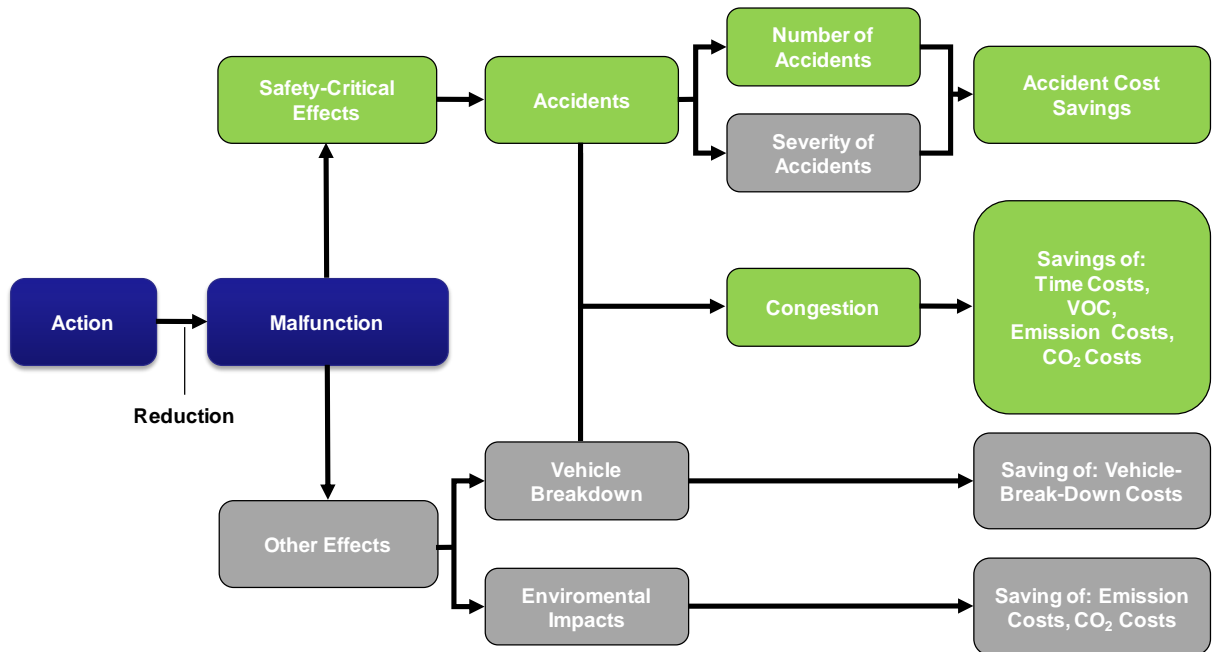 Number of
Accidents
Safety-Critical
Effects
Accidents
Accident Cost
Savings
Severity of
Accidents
Action
Malfunction
Reduction
Congestion
Savings of:
Time Costs,
VOC,
Emission Costs,
CO₂ Costs
Other Effects
Vehicle
Breakdown
Saving of: Vehicle-
Break-Down Costs
Enviromental
Impacts
Saving of: Emission
Costs, CO₂ Costs